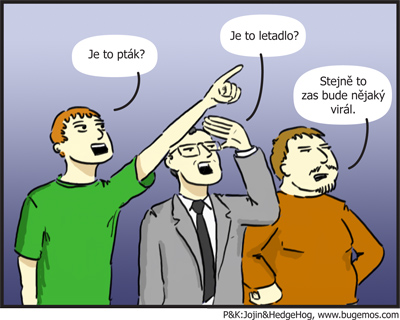 Je to pták?
Je to letadlo?
Stejně to
zas bude nějaký
virál.
P&K:Jojin&HedgeHog, www.bugemos.com